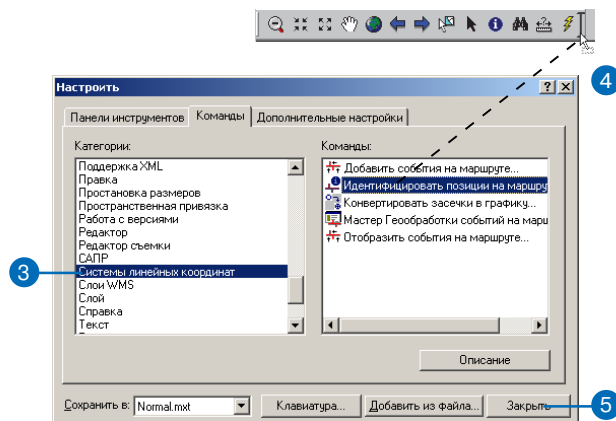 4
Настроить
Панели инструментов Команды Дополнительные настройки
Категории:
Поддержка XML
Правка
Простановка размеров
Пространственная привязка
Работа с версиями
Редактор
Редактор съемки
САПР
Системы линейных координат
Слои WMS
Слой
Справка
Текст
3
Команды:
Добавить события на маршруте...
Идентифицировать позиции на маршру
Конвертировать засечки в графику...
Мастер Геообработки событий на марш
Отобразить события на маршруте...
Описание
Сохранить в: Normal.mxt Клавиатура... Добавить из файла... Закрыть
5